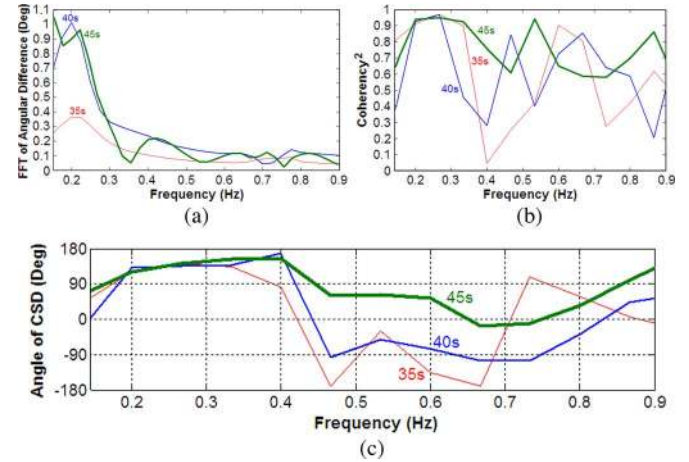 FFT of Angular Difference (Deg)
1.1
1
0.9
0.8
0.7
0.6
0.5
0.4
0.3
0.2
0.1
0
40s
45s
35s
0.2 0.3 0.4 0.5 0.6 0.7 0.8 0.9
Frequency (Hz)
(a)
Coherency2
1
0.9
0.8
0.7
0.6
0.5
0.4
0.3
0.2
0.1
0
45s
35s
40s
0.2 0.3 0.4 0.5 0.6 0.7 0.8 0.9
Frequency (Hz)
(b)
Angle of CSD (Deg)
180
90
0
-90
-180
45s
40s
35s
0.2 0.3 0.4 0.5 0.6 0.7 0.8 0.9
Frequency (Hz)
(c)